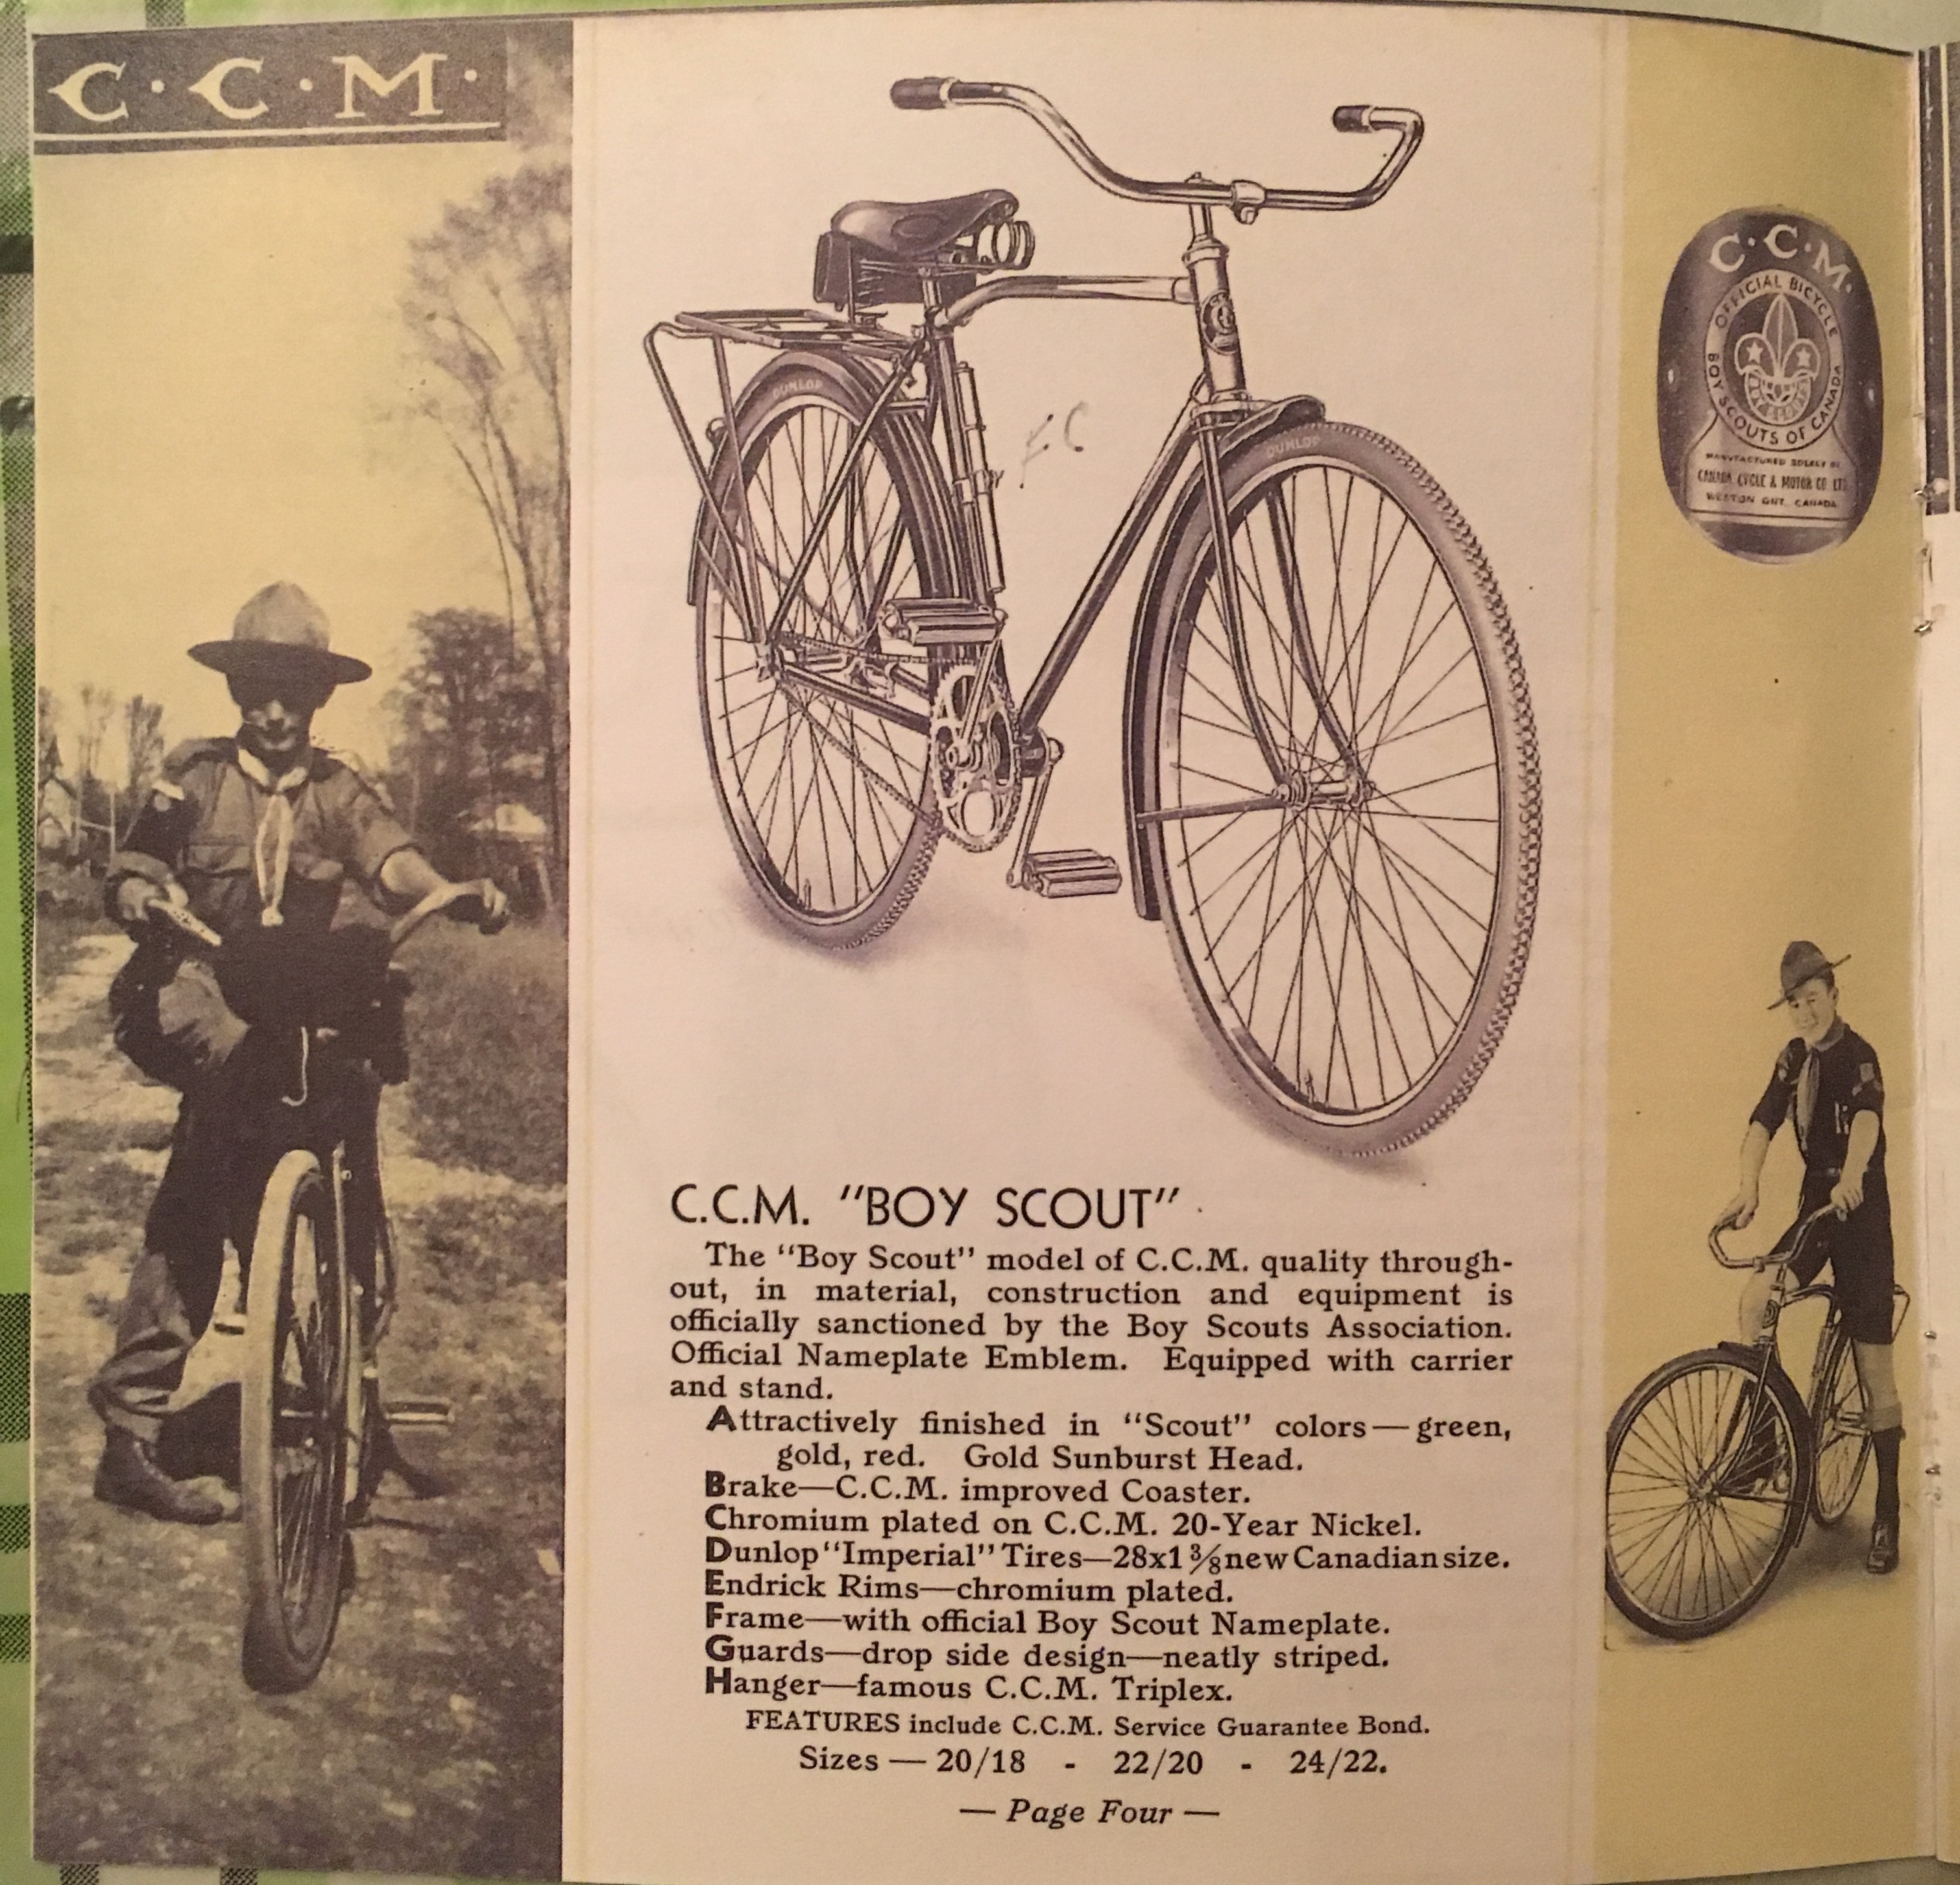 C·C·M·
DUNLOP
DUNLOP
FC
C·C·M·
OFFICIAL BICYCLE
BOY SCOUTS OF CANADA
MANUFACTURED SOLELY BY
CANADA CYCLE & MOTOR CO LTD
WESTON ONT. CANADA
C.C.M. "BOY SCOUT"
The "Boy Scout" model of C.C.M. quality through-
out, in material, construction and equipment is
officially sanctioned by the Boy Scouts Association.
Official Nameplate Emblem. Equipped with carrier
and stand.
Attractively finished in "Scout" colors—green,
gold, red. Gold Sunburst Head.
Brake—C.C.M. improved Coaster.
Chromium plated on C.C.M. 20-Year Nickel.
Dunlop "Imperial" Tires—28x1 3/8 new Canadian size.
Endrick Rims—chromium plated.
Frame—with official Boy Scout Nameplate.
Guards—drop side design—neatly striped.
Hanger—famous C.C.M. Triplex.
FEATURES include C.C.M. Service Guarantee Bond.
Sizes — 20/18 - 22/20 - 24/22.
— Page Four —